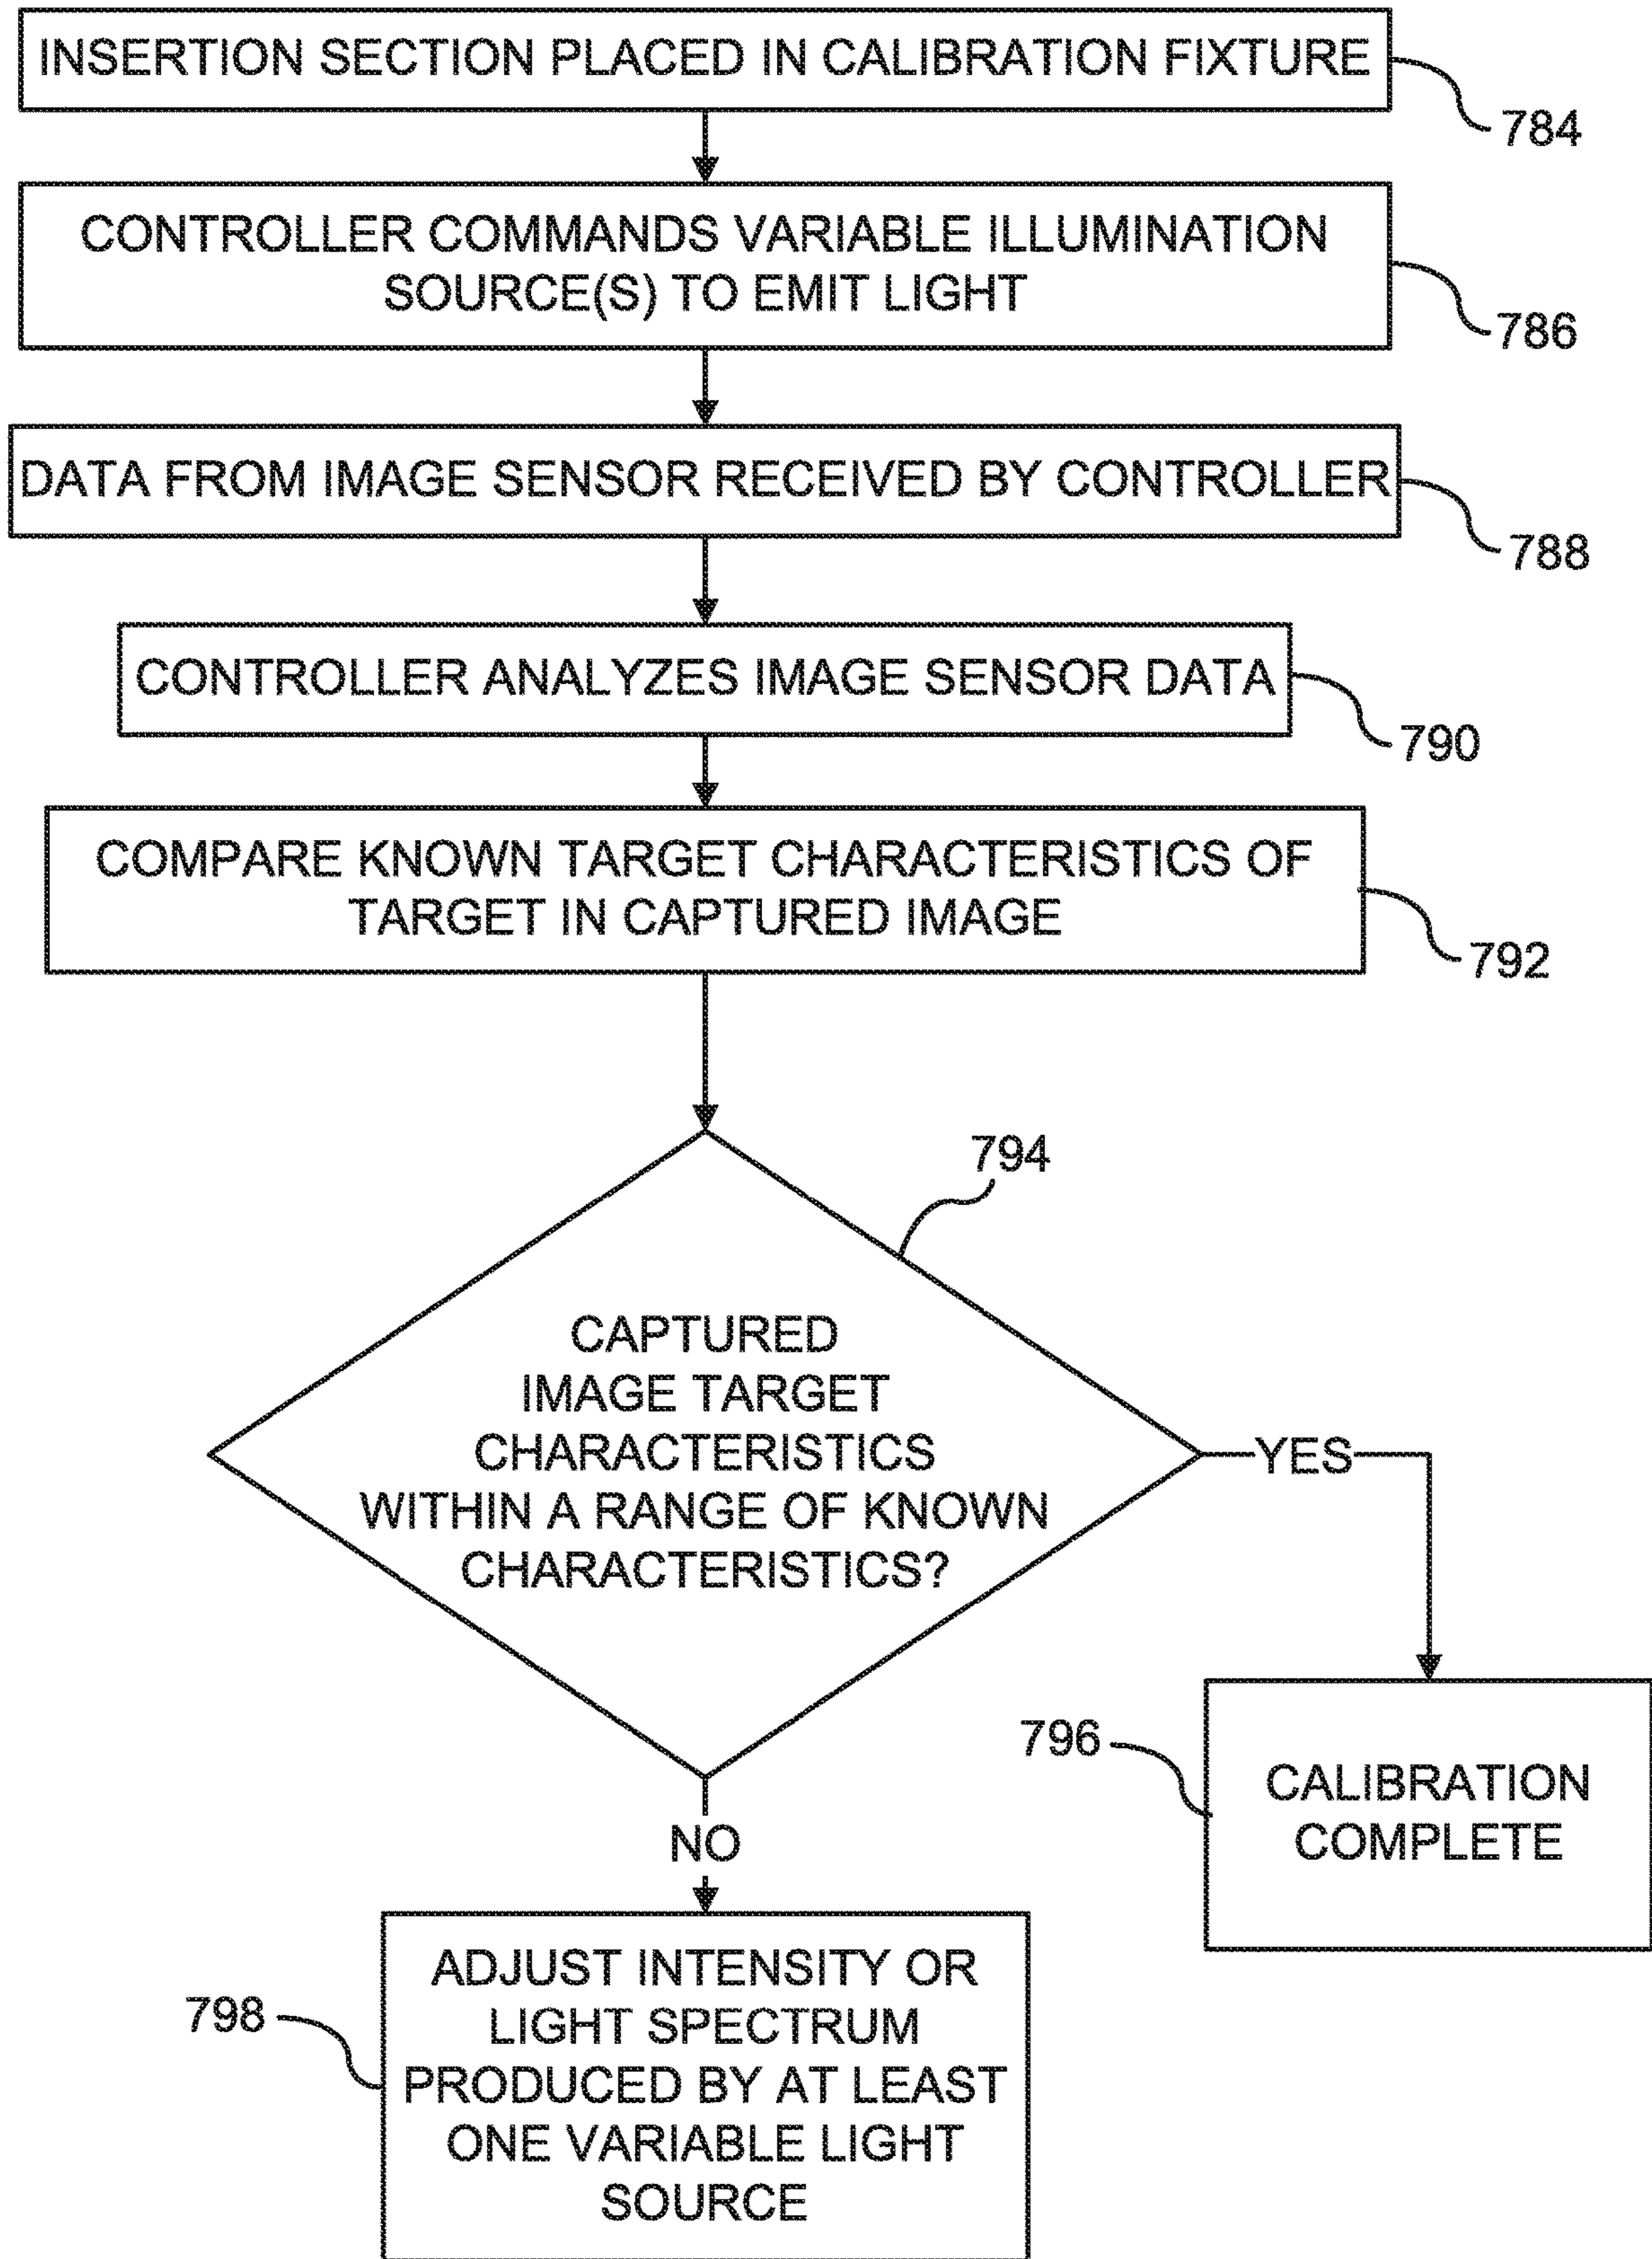 INSERTION SECTION PLACED IN CALIBRATION FIXTURE
784
CONTROLLER COMMANDS VARIABLE ILLUMINATION
SOURCE(S) TO EMIT LIGHT
786
DATA FROM IMAGE SENSOR RECEIVED BY CONTROLLER
788
CONTROLLER ANALYZES IMAGE SENSOR DATA
790
COMPARE KNOWN TARGET CHARACTERISTICS OF
TARGET IN CAPTURED IMAGE
792
794
CAPTURED
IMAGE TARGET
CHARACTERISTICS
WITHIN A RANGE OF KNOWN
CHARACTERISTICS?
YES
796
CALIBRATION
COMPLETE
NO
798
ADJUST INTENSITY OR
LIGHT SPECTRUM
PRODUCED BY AT LEAST
ONE VARIABLE LIGHT
SOURCE